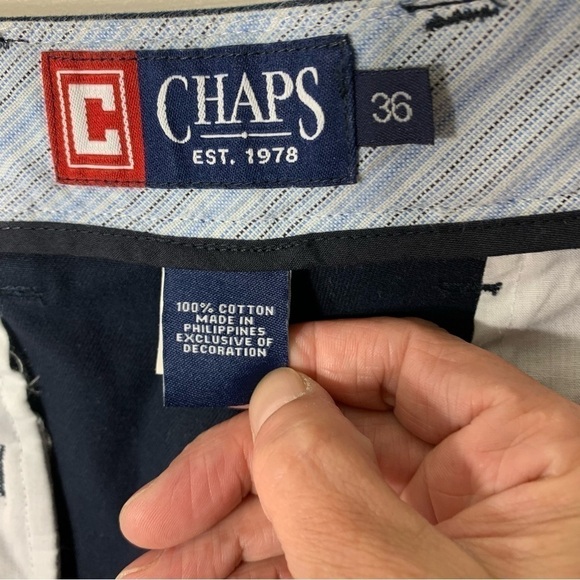 C
CHAPS
EST. 1978
36
100% COTTON
MADE IN
PHILIPPINES
EXCLUSIVE OF
DECORATION